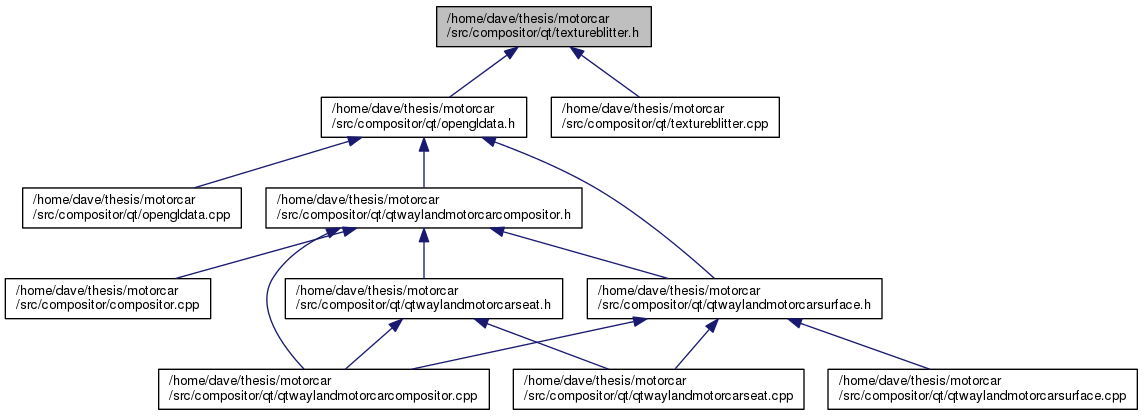 /home/dave/thesis/motorcar
/src/compositor/qt/textureblitter.h
/home/dave/thesis/motorcar
/src/compositor/qt/opengldata.h
/home/dave/thesis/motorcar
/src/compositor/qt/textureblitter.cpp
/home/dave/thesis/motorcar
/src/compositor/qt/opengldata.cpp
/home/dave/thesis/motorcar
/src/compositor/qt/qtwaylandmotorcarcompositor.h
/home/dave/thesis/motorcar
/src/compositor/compositor.cpp
/home/dave/thesis/motorcar
/src/compositor/qt/qtwaylandmotorcarseat.h
/home/dave/thesis/motorcar
/src/compositor/qt/qtwaylandmotorcarsurface.h
/home/dave/thesis/motorcar
/src/compositor/qt/qtwaylandmotorcarcompositor.cpp
/home/dave/thesis/motorcar
/src/compositor/qt/qtwaylandmotorcarseat.cpp
/home/dave/thesis/motorcar
/src/compositor/qt/qtwaylandmotorcarsurface.cpp